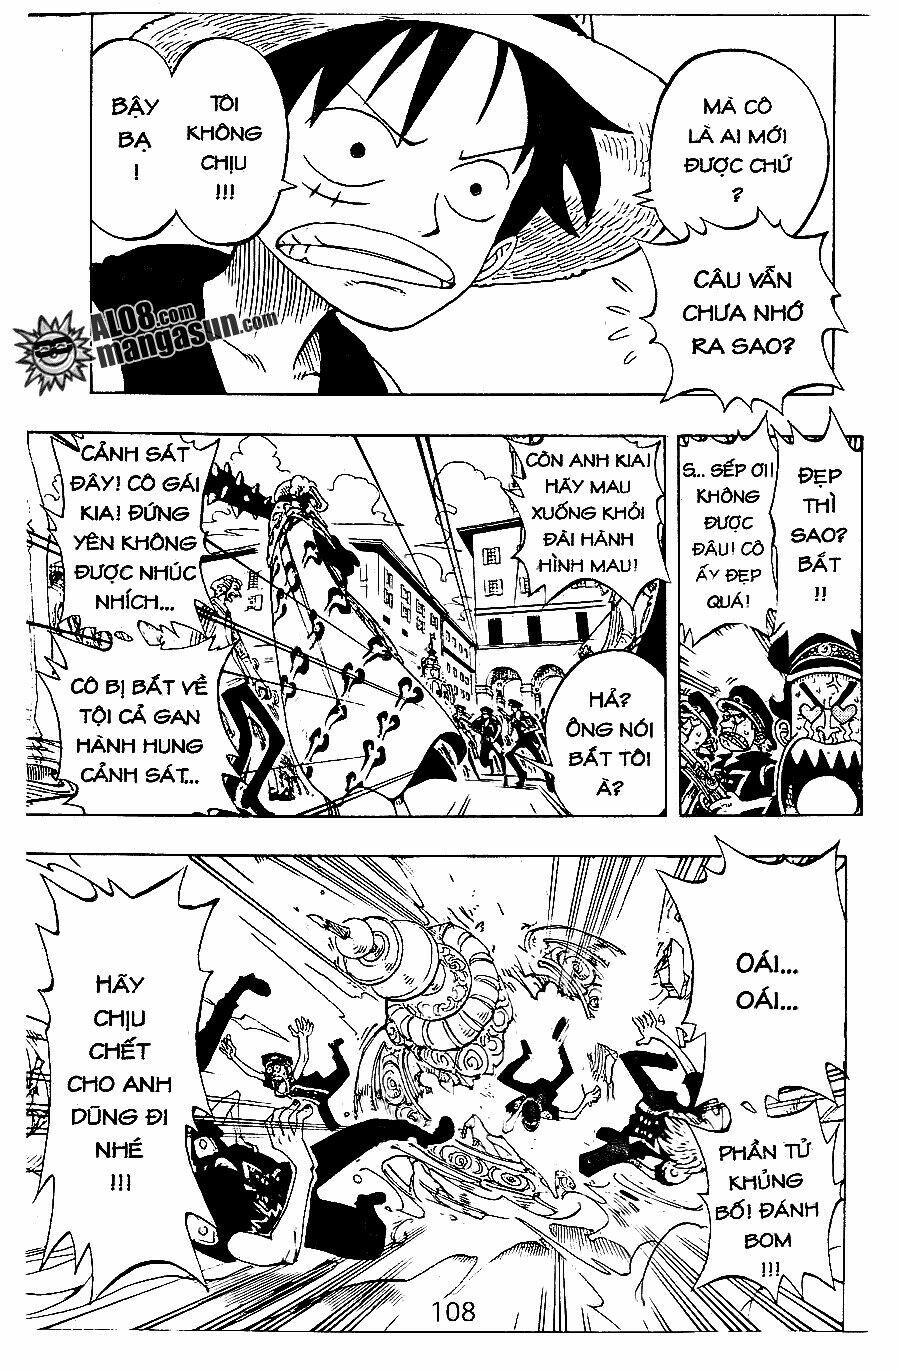 MÀ CÔ
LÀ AI MỚI
ĐƯỢC CHỨ
?
CÂU VẪN
CHƯA NHỚ
RA SAO?
TÔI
KHÔNG
CHỊU
!!!
BẬY
BẠ
!
AL08.com
mangasun.com
ĐẸP
THÌ
SAO?
BẮT
!!
S... SẾP ƠI!
KHÔNG
ĐƯỢC
ĐÂU! CÔ
ẤY ĐẸP
QUÁ!
CÒN ANH KIA!
HÃY MAU
XUỐNG KHỎI
ĐÀI HÀNH
HÌNH MAU!
HẢ?
ÔNG NÓI
BẮT TÔI
À?
CẢNH SÁT
ĐÂY! CÔ GÁI
KIA! ĐỨNG
YÊN KHÔNG
ĐƯỢC NHÚC
NHÍCH...
CÔ BỊ BẮT VỀ
TỘI CẢ GAN
HÀNH HUNG
CẢNH SÁT...
OÁI...
OÁI...
PHẦN TỬ
KHỦNG
BỐ! ĐÁNH
BOM
!!!
HÃY
CHỊU
CHẾT
CHO ANH
DŨNG ĐI
NHÉ
!!!
108